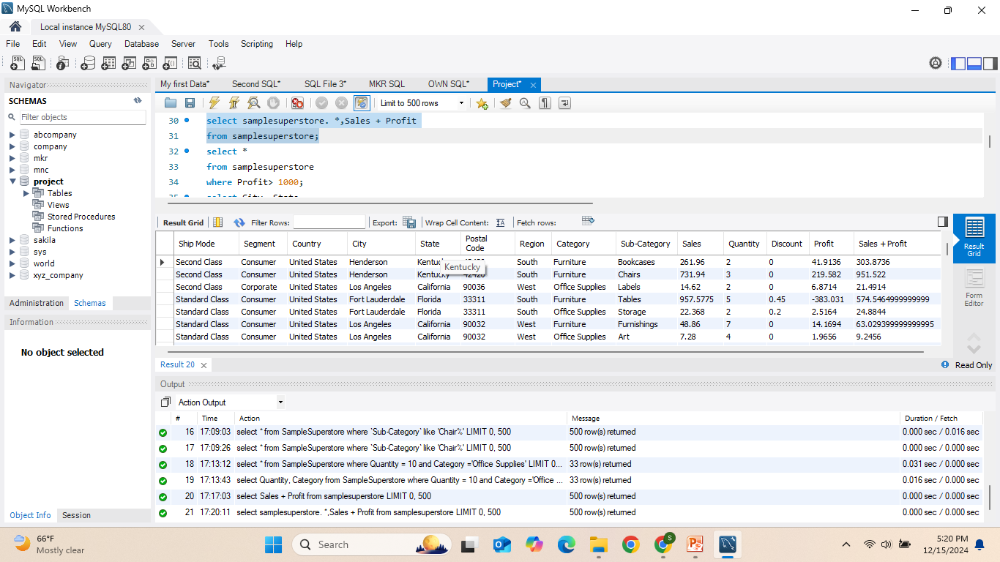 MySQL Workbench
Local instance MySQL80
File Edit View Query Database Server Tools Scripting Help
Navigator
SCHEMAS
Filter objects
abcompany
company
mkr
mnc
project
Tables
Views
Stored Procedures
Functions
sakila
sys
world
xyz_company
Administration Schemas
Information
No object selected
Object Info Session
My first Data* Second SQL* SQL File 3* MKR SQL OWN SQL* Project*
Limit to 500 rows
30 select samplesuperstore. *,Sales + Profit
31 from samplesuperstore;
32 select *
33 from samplesuperstore
34 where Profit> 1000;
Result Grid Filter Rows: Export: Wrap Cell Content: Fetch rows:
Ship Mode Segment Country City State Postal Code Region Category Sub-Category Sales Quantity Discount Profit Sales + Profit
Second Class Consumer United States Henderson South Furniture Bookcases 261.96 2 0 41.9136 303.8736
Kentucky
Second Class Consumer United States Henderson Kentucky 42420 South Furniture Chairs 731.94 3 0 219.582 951.522
Second Class Corporate United States Los Angeles California 90036 West Office Supplies Labels 14.62 2 0 6.8714 21.4914
Standard Class Consumer United States Fort Lauderdale Florida 33311 South Furniture Tables 957.5775 5 0.45 -383.031 574.5464999999999
Standard Class Consumer United States Fort Lauderdale Florida 33311 South Office Supplies Storage 22.368 2 0.2 2.5164 24.8844
Standard Class Consumer United States Los Angeles California 90032 West Furniture Furnishings 48.86 7 0 14.1694 63.029399999999995
Standard Class Consumer United States Los Angeles California 90032 West Office Supplies Art 7.28 4 0 1.9656 9.2456
Result Grid
Form Editor
Result 20
Read Only
Output
Action Output
# Time Action Message Duration / Fetch
16 17:09:03 select * from SampleSuperstore where `Sub-Category` like 'Chair%' LIMIT 0, 500 500 row(s) returned 0.000 sec / 0.016 sec
17 17:09:26 select * from SampleSuperstore where `Sub-Category` like 'Chair%' LIMIT 0, 500 500 row(s) returned 0.000 sec / 0.000 sec
18 17:13:12 select * from SampleSuperstore where Quantity = 10 and Category ='Office Supplies' LIMIT 0... 33 row(s) returned 0.031 sec / 0.000 sec
19 17:13:43 select Quantity, Category from SampleSuperstore where Quantity = 10 and Category ='Office ... 33 row(s) returned 0.016 sec / 0.000 sec
20 17:17:03 select Sales + Profit from samplesuperstore LIMIT 0, 500 500 row(s) returned 0.000 sec / 0.000 sec
21 17:20:11 select samplesuperstore. *,Sales + Profit from samplesuperstore LIMIT 0, 500 500 row(s) returned 0.000 sec / 0.000 sec
66°F
Mostly clear
Search
5:20 PM
12/15/2024